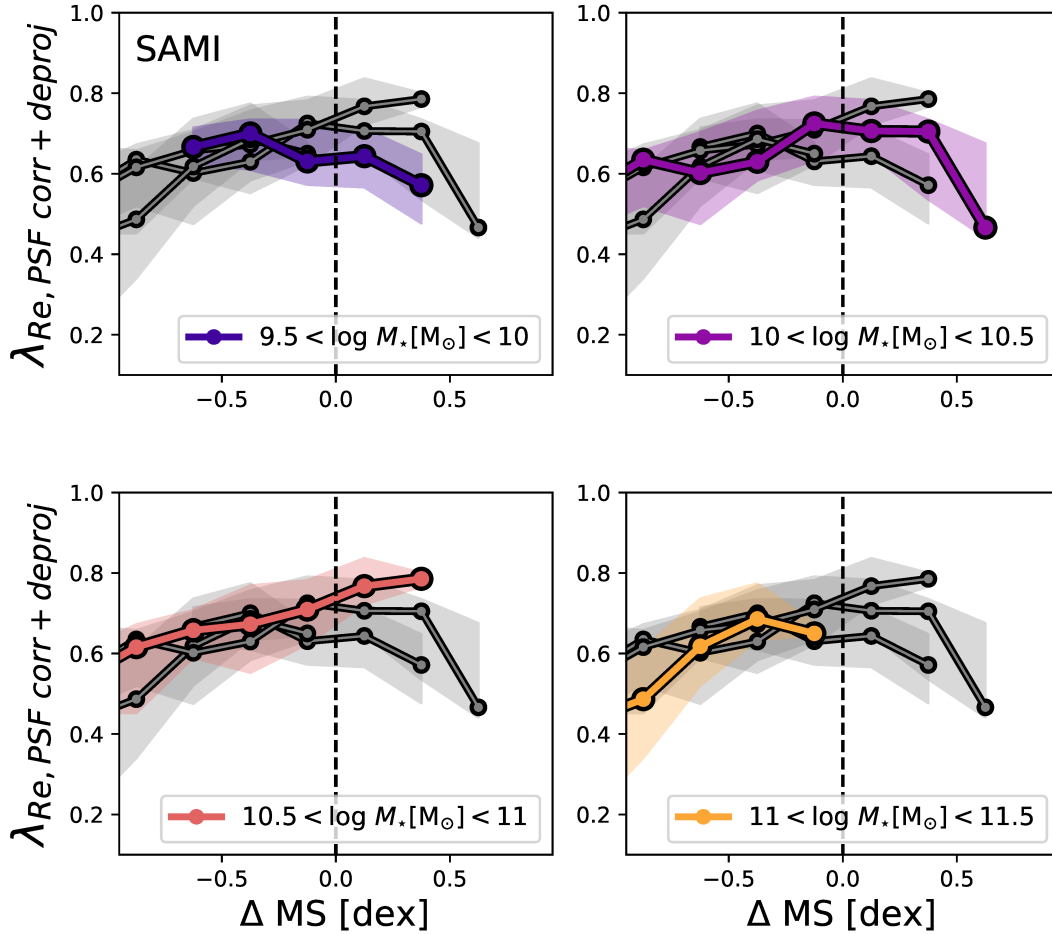 SAMI
λ_{Re, PSF corr + deproj}
1.0
0.8
0.6
0.4
0.2
−0.5 0.0 0.5
9.5 < log M⋆[M⊙] < 10
1.0
0.8
0.6
0.4
0.2
−0.5 0.0 0.5
10 < log M⋆[M⊙] < 10.5
λ_{Re, PSF corr + deproj}
1.0
0.8
0.6
0.4
0.2
−0.5 0.0 0.5
10.5 < log M⋆[M⊙] < 11
Δ MS [dex]
1.0
0.8
0.6
0.4
0.2
−0.5 0.0 0.5
11 < log M⋆[M⊙] < 11.5
Δ MS [dex]